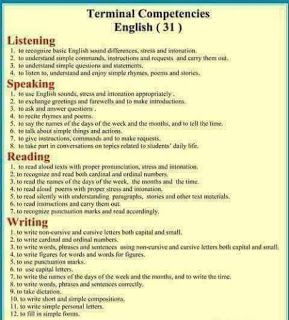 Terminal Competencies
English ( 31 )
Listening
1. to recognize basic English sound differences, stress and intonation.
2. to understand simple commands, instructions and requests and carry them out.
3. to understand simple questions and statements.
4. to listen to, understand and enjoy simple rhymes, poems and stories.
Speaking
1. to use English sounds, stress and intonation appropriately .
2. to exchange greetings and farewells and to make introductions.
3. to ask and answer questions .
4. to recite rhymes and poems.
5. to say the names of the days of the week and the months, and to tell the time.
6. to talk about simple things and actions.
7. to give instructions, commands and to make requests.
8. to take part in conversations on topics related to students' daily life.
Reading
1. to read aloud texts with proper pronunciation, stress and intonation.
2. to recognize and read both cardinal and ordinal numbers.
3. to read the names of the days of the week, the months and the time.
4. to read aloud poems with proper stress and intonation.
5. to read silently with understanding paragraphs, stories and other text materials.
6. to read instructions and carry them out.
7. to recognize punctuation marks and read accordingly.
Writing
1. to write non-cursive and cursive letters both capital and small.
2. to write cardinal and ordinal numbers.
3. to write words, phrases and sentences using non-cursive and cursive letters both capital and small.
4. to write figures for words and words for figures.
5. to use punctuation marks.
6. to use capital letters.
7. to write the names of the days of the week and the months, and to write the time.
8. to write words, phrases and sentences correctly.
9. to take dictation.
10. to write short and simple compositions.
11. to write simple personal letters.
12. to fill in simple forms.